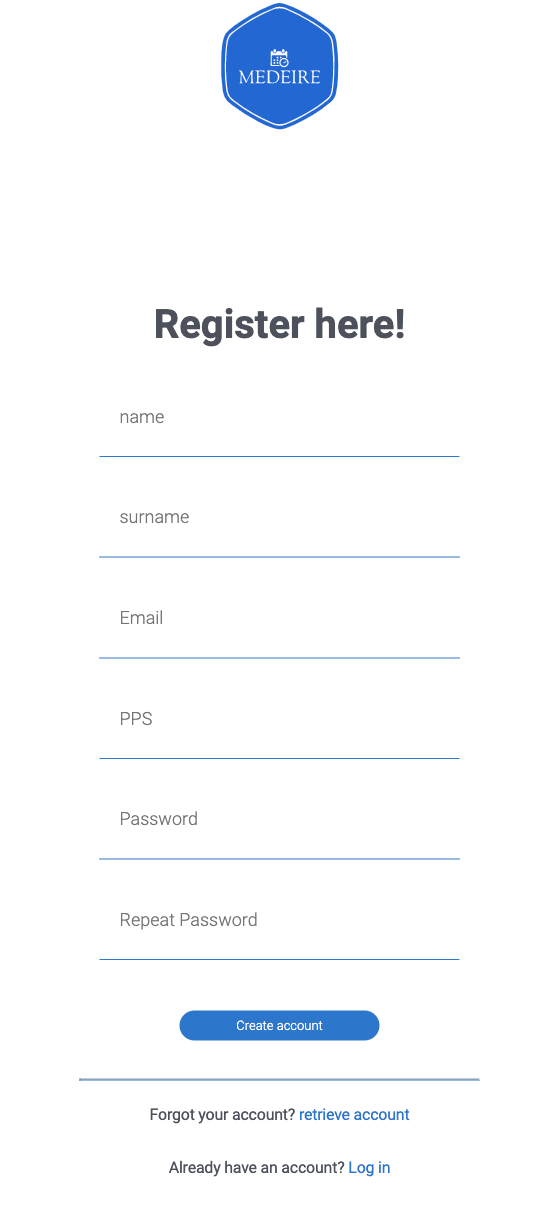 MEDEIRE
Register here!
name
surname
Email
PPS
Password
Repeat Password
Create account
Forgot your account? retrieve account
Already have an account? Log in